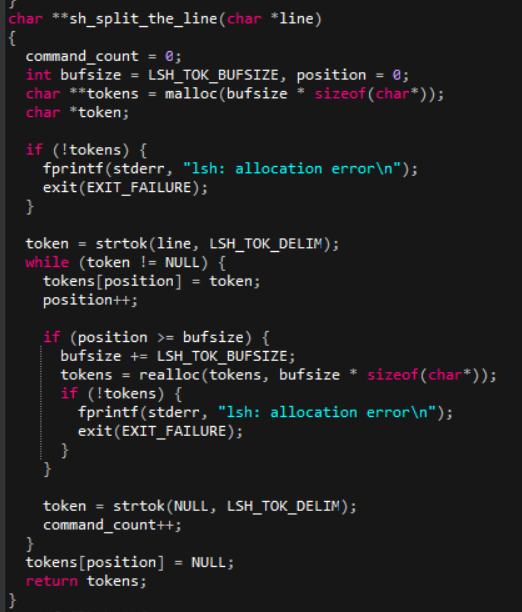 }
char **sh_split_the_line(char *line)
{
  command_count = 0;
  int bufsize = LSH_TOK_BUFSIZE, position = 0;
  char **tokens = malloc(bufsize * sizeof(char*));
  char *token;

  if (!tokens) {
    fprintf(stderr, "lsh: allocation error\n");
    exit(EXIT_FAILURE);
  }

  token = strtok(line, LSH_TOK_DELIM);
  while (token != NULL) {
    tokens[position] = token;
    position++;

    if (position >= bufsize) {
      bufsize += LSH_TOK_BUFSIZE;
      tokens = realloc(tokens, bufsize * sizeof(char*));
      if (!tokens) {
        fprintf(stderr, "lsh: allocation error\n");
        exit(EXIT_FAILURE);
      }
    }

    token = strtok(NULL, LSH_TOK_DELIM);
    command_count++;
  }
  tokens[position] = NULL;
  return tokens;
}